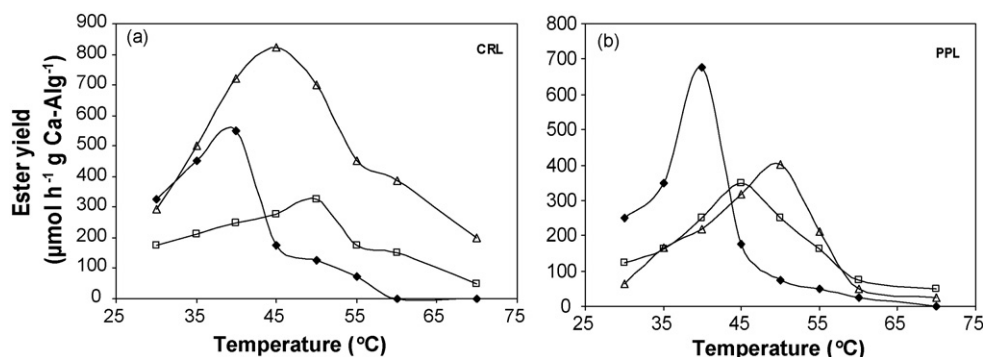 Ester yield
(µmol h⁻¹ g Ca-Alg⁻¹)
(a)
CRL
900
800
700
600
500
400
300
200
100
0
25 35 45 55 65 75
Temperature (°C)
(b)
PPL
800
700
600
500
400
300
200
100
0
25 35 45 55 65 75
Temperature (°C)